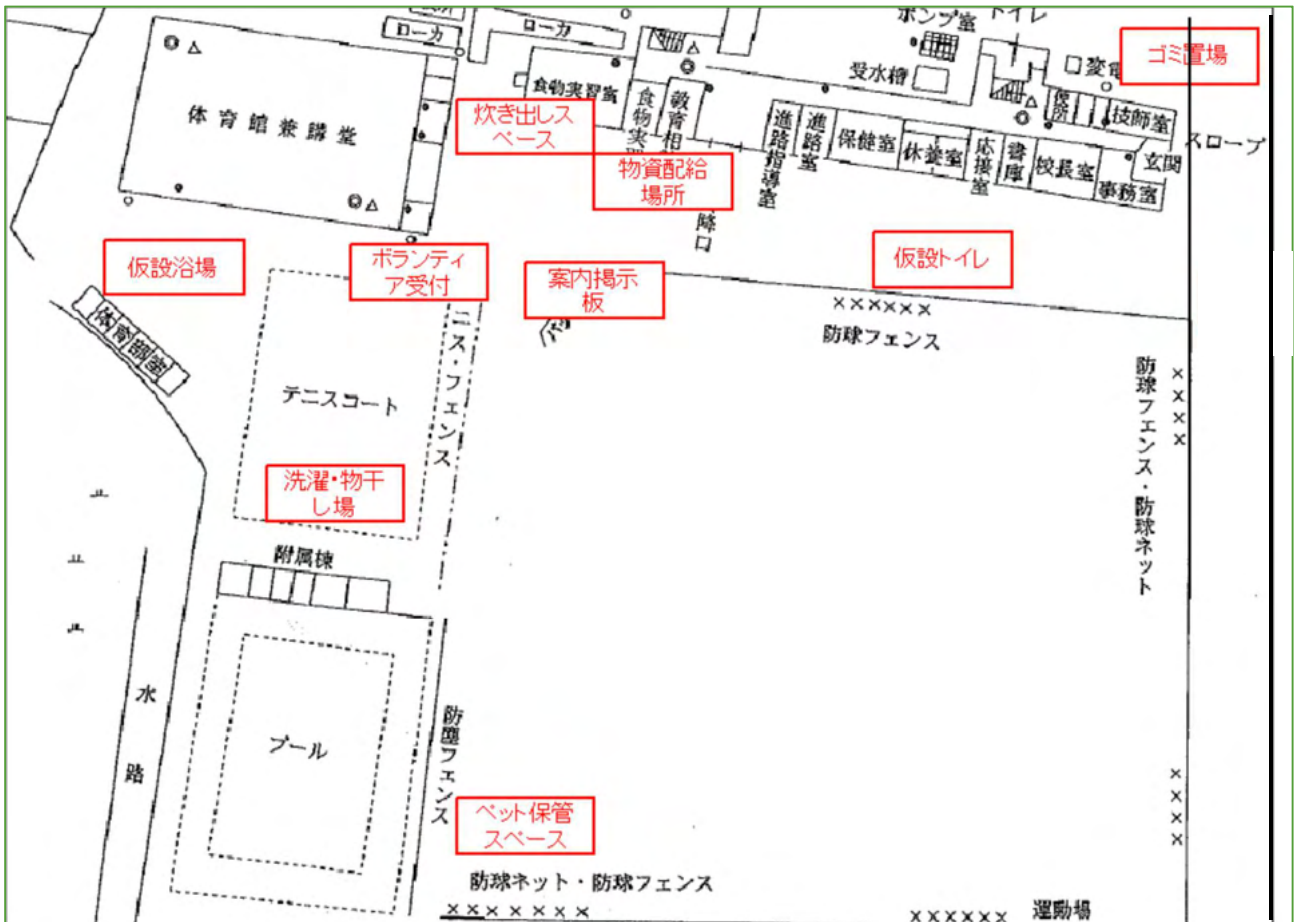 ポンプ室
トイレ
ローカ
ローカ
ゴミ置場
受水槽
変電
食物実習室
体育館兼講堂
炊き出しス
ペース
食物実習
教育相
進路指導室
進路室
保健室
休養室
応接室
書庫
校長室
便所
技師室
事務室
玄関
スロープ
物資配給
場所
降口
仮設浴場
ボランティ
ア受付
案内掲示
板
仮設トイレ
体育部室
××××××
防球フェンス
ニス・フェンス
テニスコート
防球フェンス・防球ネット
××××
洗濯・物干
し場
附属棟
水路
プール
防塵フェンス
ペット保管
スペース
××××
防球ネット・防球フェンス
×××××××
××××××
運動場